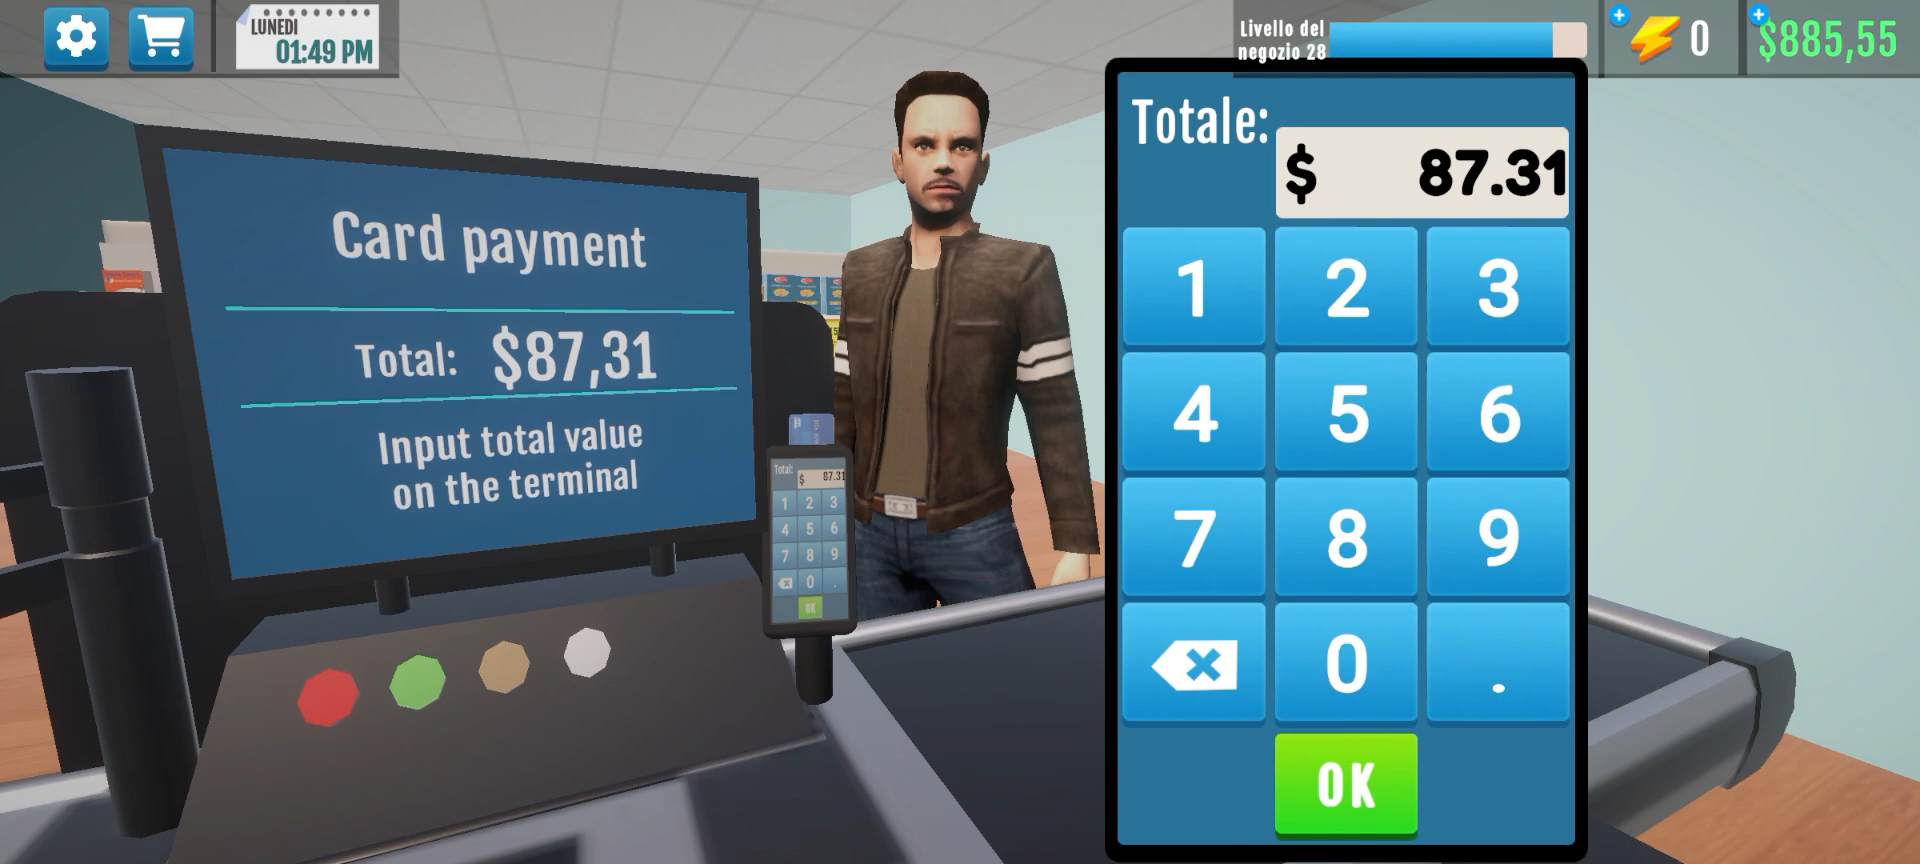 LUNEDÌ
01:49 PM
Livello del
negozio 28
0
$885,55
Card payment
Total: $87,31
Input total value
on the terminal
Total:
$ 87.31
1 2 3
4 5 6
7 8 9
0 .
OK
Totale:
$ 87.31
1 2 3
4 5 6
7 8 9
0 .
OK